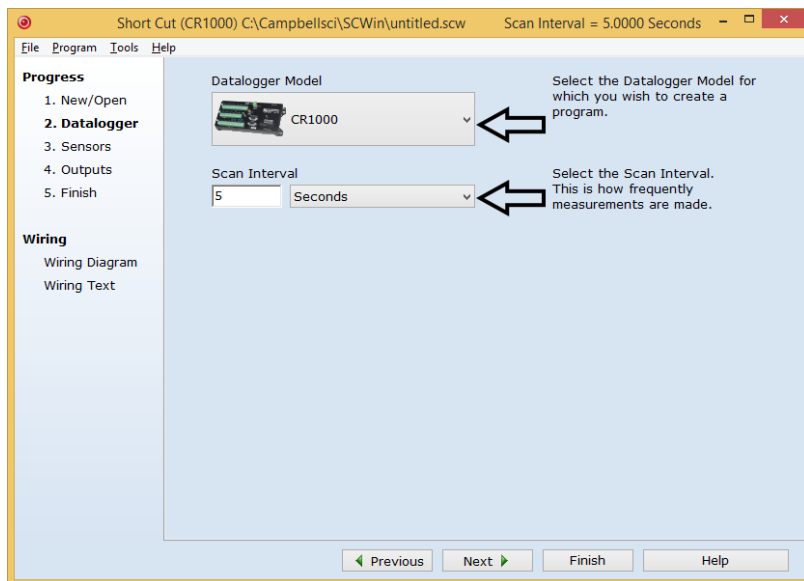 Short Cut (CR1000) C:\Campbellsci\SCWin\untitled.scw Scan Interval = 5.0000 Seconds
File Program Tools Help
Progress
1. New/Open
2. Datalogger
3. Sensors
4. Outputs
5. Finish
Wiring
Wiring Diagram
Wiring Text
Datalogger Model
CR1000
Select the Datalogger Model for
which you wish to create a
program.
Scan Interval
5 Seconds
Select the Scan Interval.
This is how frequently
measurements are made.
Previous Next Finish Help